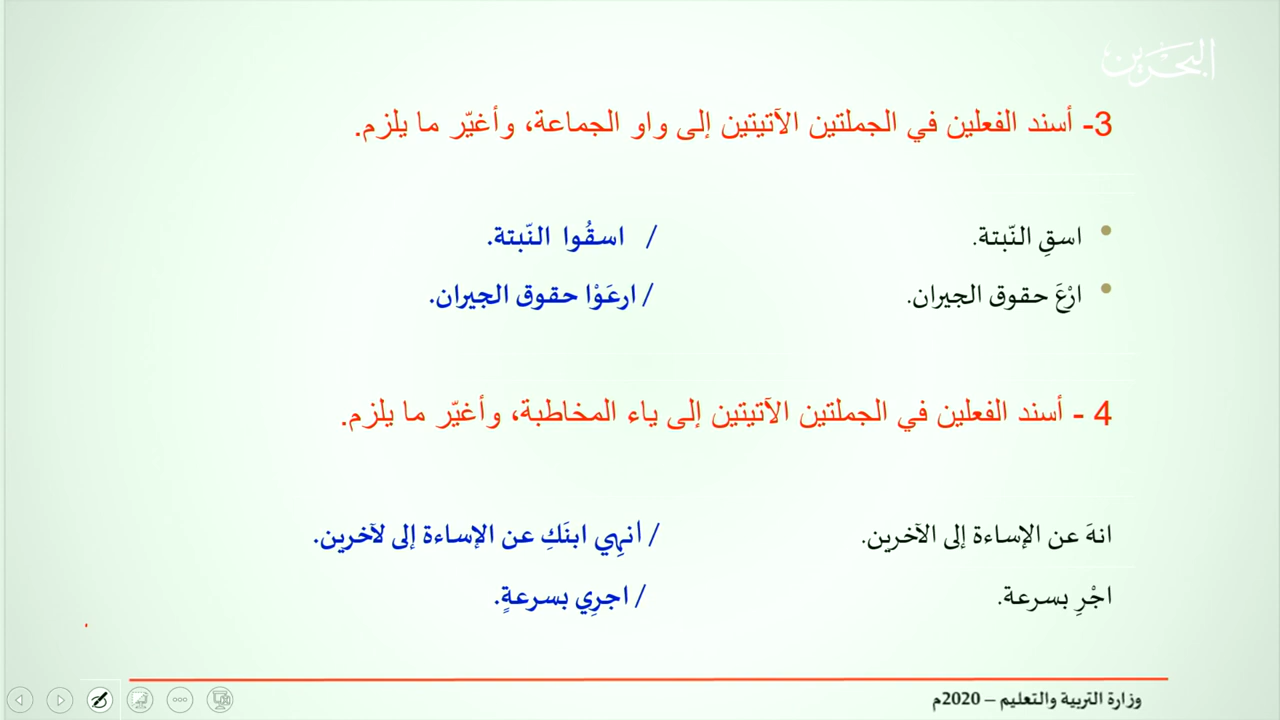 البحرين
3- أسند الفعلين في الجملتين الآتيتين إلى واو الجماعة، وأغيّر ما يلزم.
اسقِ النّبتة. / اسقُوا النّبتة.
ارْعَ حقوق الجيران. / ارعَوْا حقوق الجيران.
4 - أسند الفعلين في الجملتين الآتيتين إلى ياء المخاطبة، وأغيّر ما يلزم.
انهَ عن الإساءة إلى الآخرين. / انهِي ابنَكِ عن الإساءة إلى لآخرين.
اجْرِ بسرعة. / اجرِي بسرعةٍ.
وزارة التربية والتعليم – 2020م